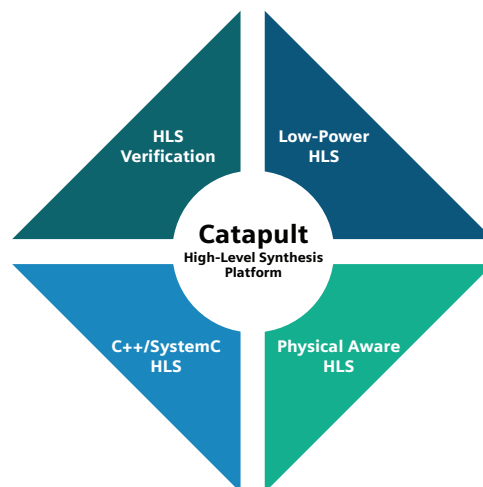 HLS
Verification
Low-Power
HLS
Catapult
High-Level Synthesis
Platform
C++/SystemC
HLS
Physical Aware
HLS